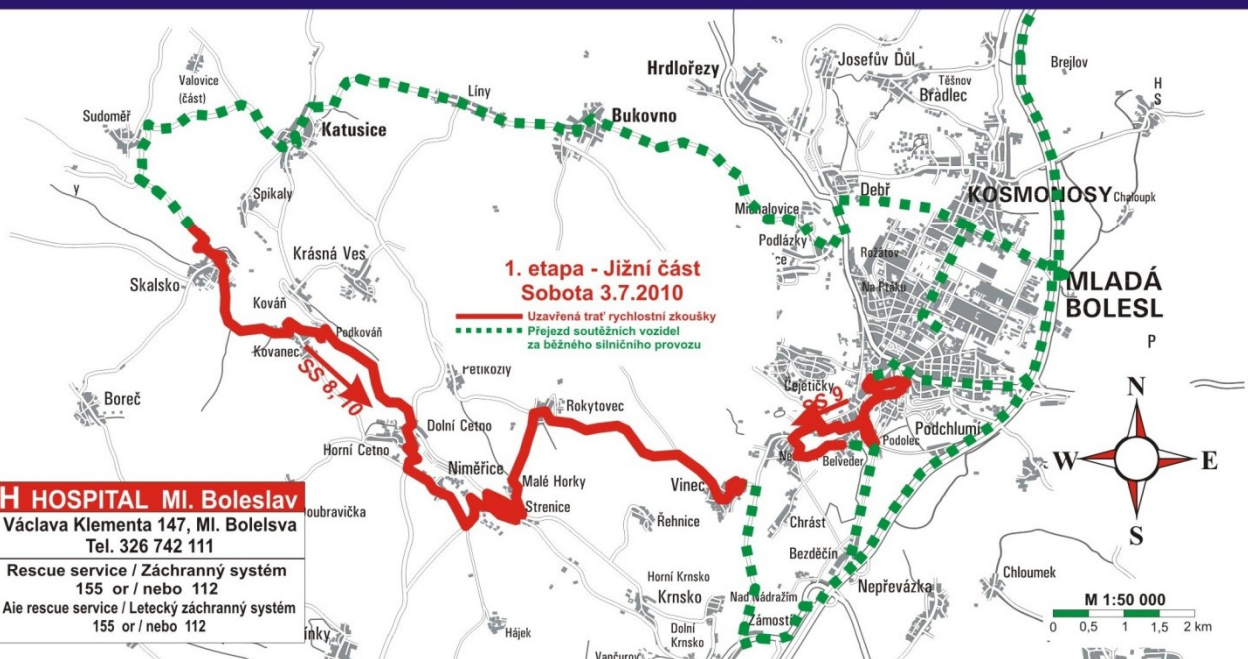 Valovice
(část)
Sudoměř
Katusice
Líny
Bukovno
Hrdlořezy
Josefův Důl
Těšnov
Bradlec
Brejlov
H
S
Spikaly
y
Debř
KOSMONOSY
Chaloupk
Michalovice
Podlázky
ce
Rožátov
Na Ptáku
MLADÁ
BOLESL
P
Skalsko
Krásná Ves
1. etapa - Jižní část
Sobota 3.7.2010
Uzavřená trať rychlostní zkoušky
Přejezd soutěžních vozidel
za běžného silničního provozu
Kováň
Podkováň
Kovanec
SS 8, 10
Boreč
Rokytovec
Čejetičky
SS 9
Podolec
Podchlumí
Belveder
Dolní Cetno
Horní Cetno
Niměřice
Malé Horky
Strenice
Vinec
Řehnice
Chrást
Bezděčín
N
W
E
S
H HOSPITAL Ml. Boleslav
Václava Klementa 147, Ml. Bolelsva
Tel. 326 742 111
Rescue service / Záchranný systém
155 or / nebo 112
Aie rescue service / Letecký záchranný systém
155 or / nebo 112
oubravička
Horní Krnsko
Krnsko
Dolní
Krnsko
Nad Nádražím
Zámostí
Nepřevázka
Chloumek
Hájek
ínky
M 1:50 000
0 0,5 1 1,5 2 km